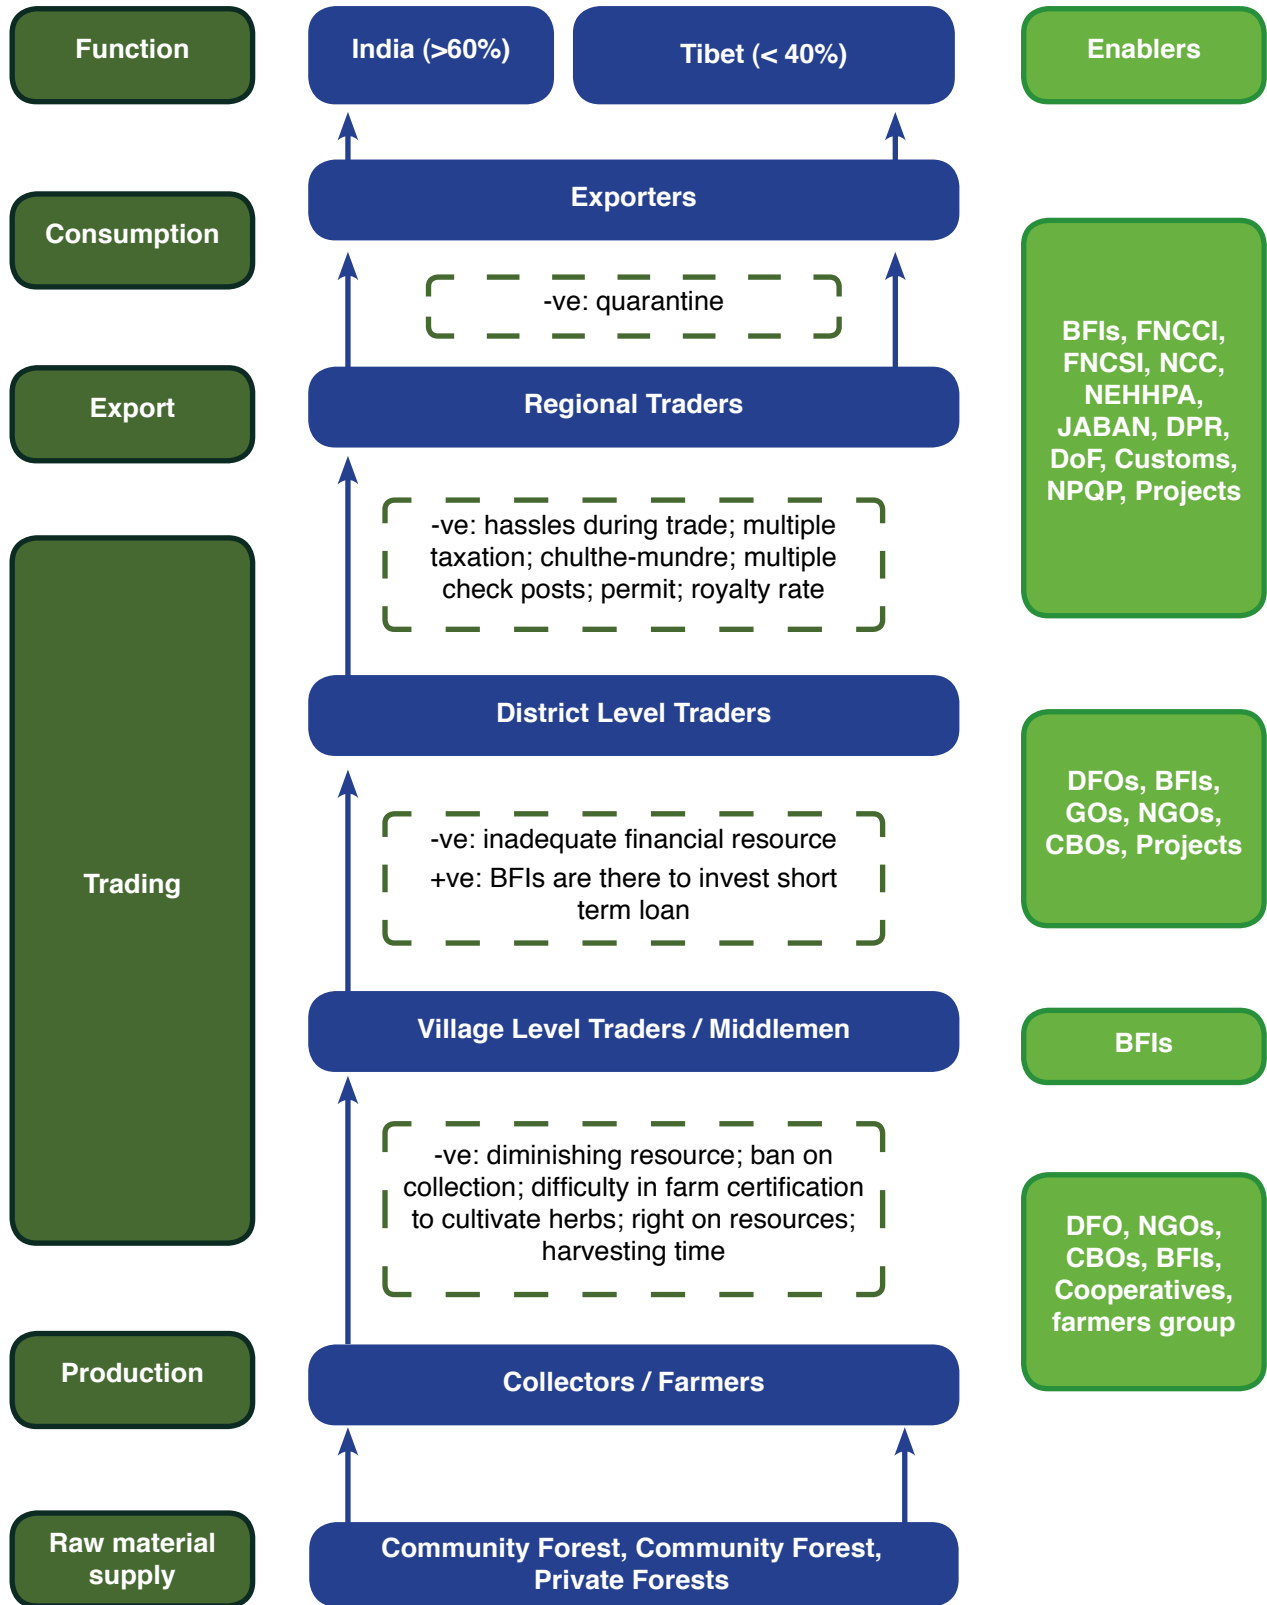 Function
India (>60%)
Tibet (< 40%)
Enablers
Exporters
Consumption
-ve: quarantine
BFIs, FNCCI,
FNCSI, NCC,
NEHHPA,
JABAN, DPR,
DoF, Customs,
NPQP, Projects
Export
Regional Traders
-ve: hassles during trade; multiple
taxation; chulthe-mundre; multiple
check posts; permit; royalty rate
District Level Traders
DFOs, BFIs,
GOs, NGOs,
CBOs, Projects
-ve: inadequate financial resource
+ve: BFIs are there to invest short
term loan
Trading
Village Level Traders / Middlemen
BFIs
-ve: diminishing resource; ban on
collection; difficulty in farm certification
to cultivate herbs; right on resources;
harvesting time
DFO, NGOs,
CBOs, BFIs,
Cooperatives,
farmers group
Production
Collectors / Farmers
Raw material
supply
Community Forest, Community Forest,
Private Forests